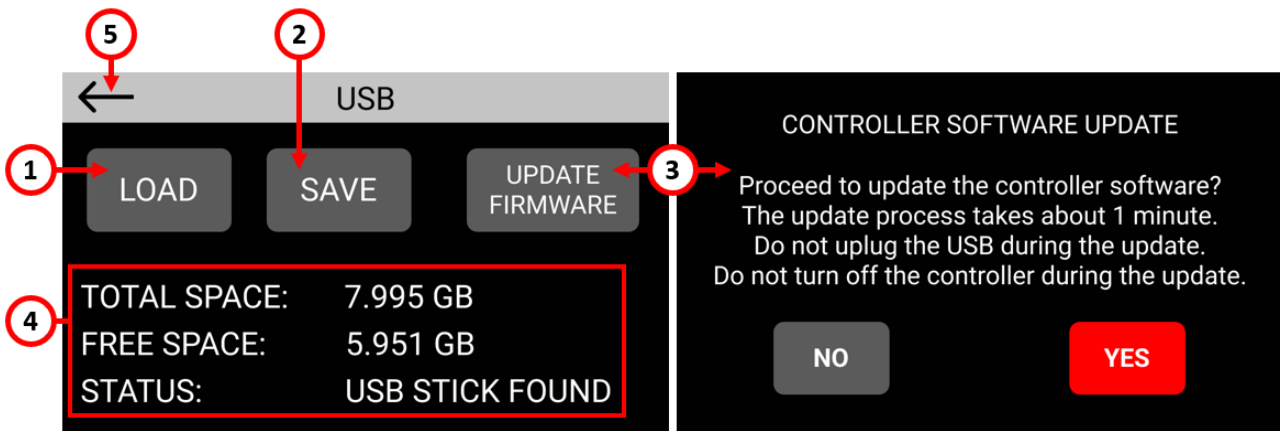 5
2
USB
1
LOAD
SAVE
UPDATE
FIRMWARE
3
4
TOTAL SPACE: 7.995 GB
FREE SPACE: 5.951 GB
STATUS: USB STICK FOUND
CONTROLLER SOFTWARE UPDATE
Proceed to update the controller software?
The update process takes about 1 minute.
Do not uplug the USB during the update.
Do not turn off the controller during the update.
NO
YES